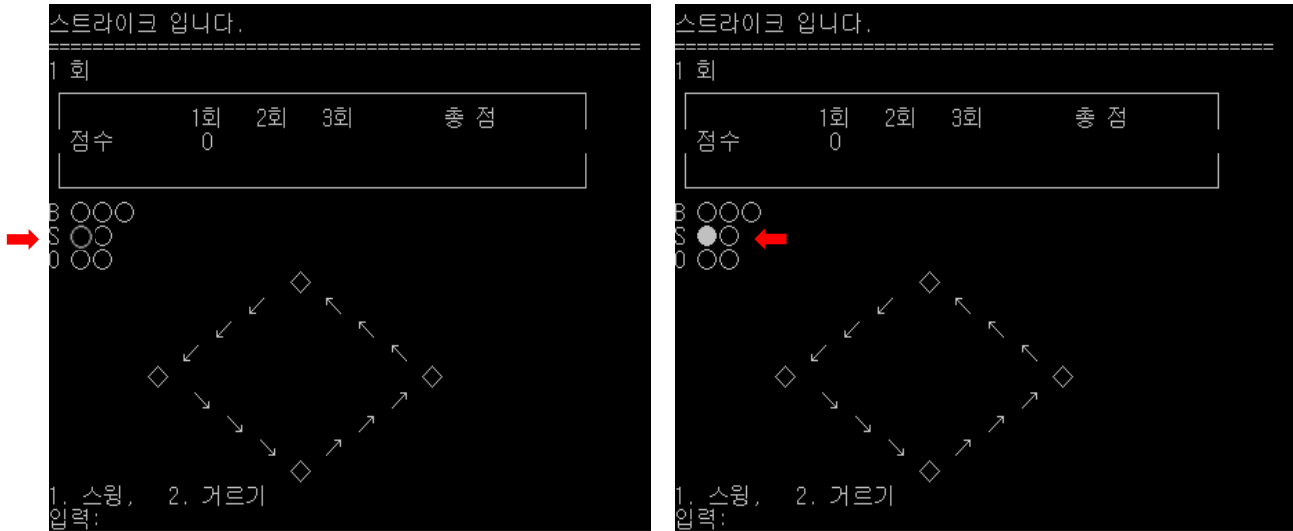 스트라이크 입니다.
==========================================================
1 회
1회 2회 3회 총 점
점수 0
B ○○○
S ◎○
O ○○
◇
↙ ↖
↙ ↖
↙ ↖
◇ ◇
↘ ↗
↘ ↗
↘ ↗
◇
1. 스윙, 2. 거르기
입력:
스트라이크 입니다.
==========================================================
1 회
1회 2회 3회 총 점
점수 0
B ○○○
S ●○
O ○○
◇
↙ ↖
↙ ↖
↙ ↖
◇ ◇
↘ ↗
↘ ↗
↘ ↗
◇
1. 스윙, 2. 거르기
입력: